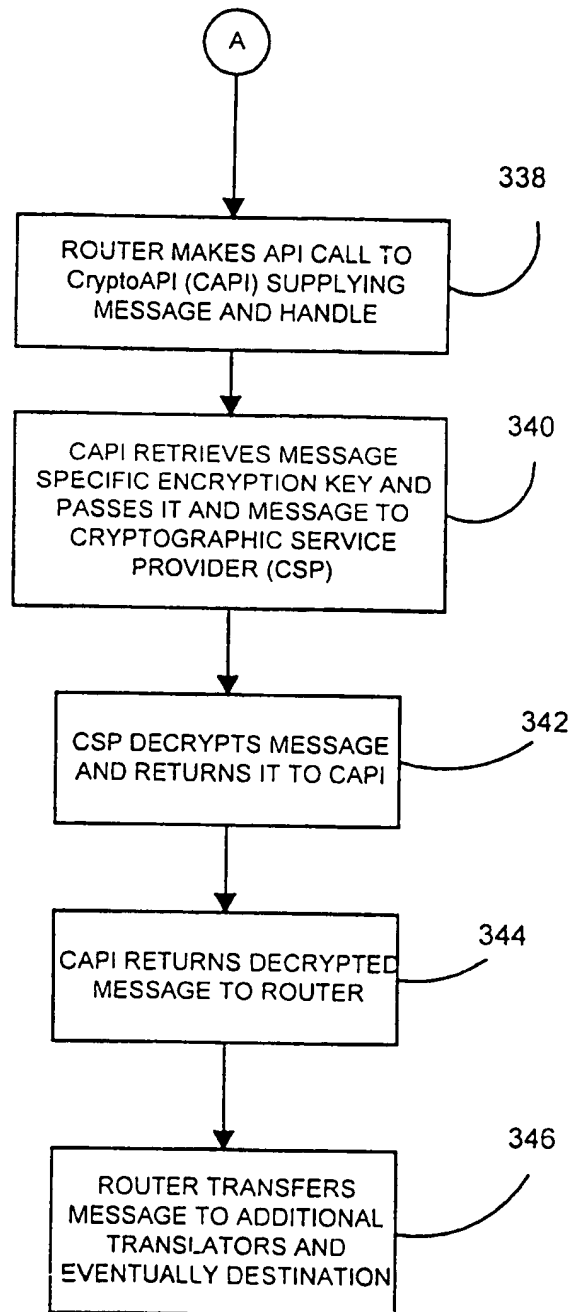 A
338
ROUTER MAKES API CALL TO
CryptoAPI (CAPI) SUPPLYING
MESSAGE AND HANDLE
340
CAPI RETRIEVES MESSAGE
SPECIFIC ENCRYPTION KEY AND
PASSES IT AND MESSAGE TO
CRYPTOGRAPHIC SERVICE
PROVIDER (CSP)
342
CSP DECRYPTS MESSAGE
AND RETURNS IT TO CAPI
344
CAPI RETURNS DECRYPTED
MESSAGE TO ROUTER
346
ROUTER TRANSFERS
MESSAGE TO ADDITIONAL
TRANSLATORS AND
EVENTUALLY DESTINATION